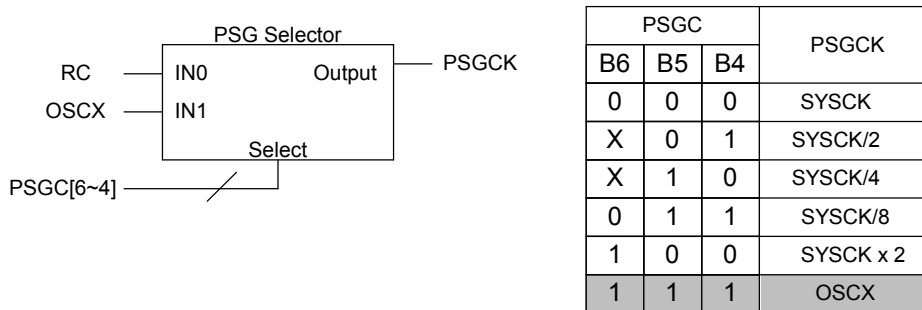 PSG Selector
RC IN0 Output PSGCK
OSCX IN1
Select
PSGC[6~4]
PSGC PSGCK
B6 B5 B4
0 0 0 SYSCK
X 0 1 SYSCK/2
X 1 0 SYSCK/4
0 1 1 SYSCK/8
1 0 0 SYSCK x 2
1 1 1 OSCX